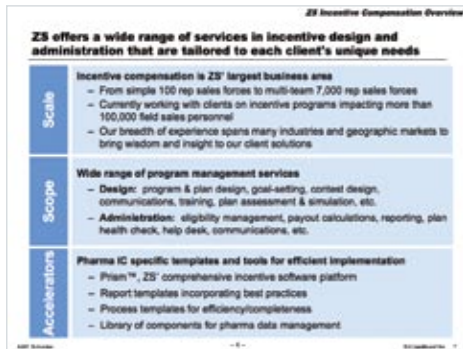 ZS Incentive Compensation Overview
ZS offers a wide range of services in incentive design and
administration that are tailored to each client's unique needs
Scale
Incentive compensation is ZS' largest business area
– From simple 100 rep sales forces to multi-team 7,000 rep sales forces
– Currently working with clients on incentive programs impacting more than
100,000 field sales personnel
– Our breadth of experience spans many industries and geographic markets to
bring wisdom and insight to our client solutions
Scope
Wide range of program management services
– Design: program & plan design, goal-setting, contest design,
communications, training, plan assessment & simulation, etc.
– Administration: eligibility management, payout calculations, reporting, plan
health check, help desk, communications, etc.
Accelerators
Pharma IC specific templates and tools for efficient implementation
– Prism™, ZS' comprehensive incentive software platform
– Report templates incorporating best practices
– Process templates for efficiency/completeness
– Library of components for pharma data management